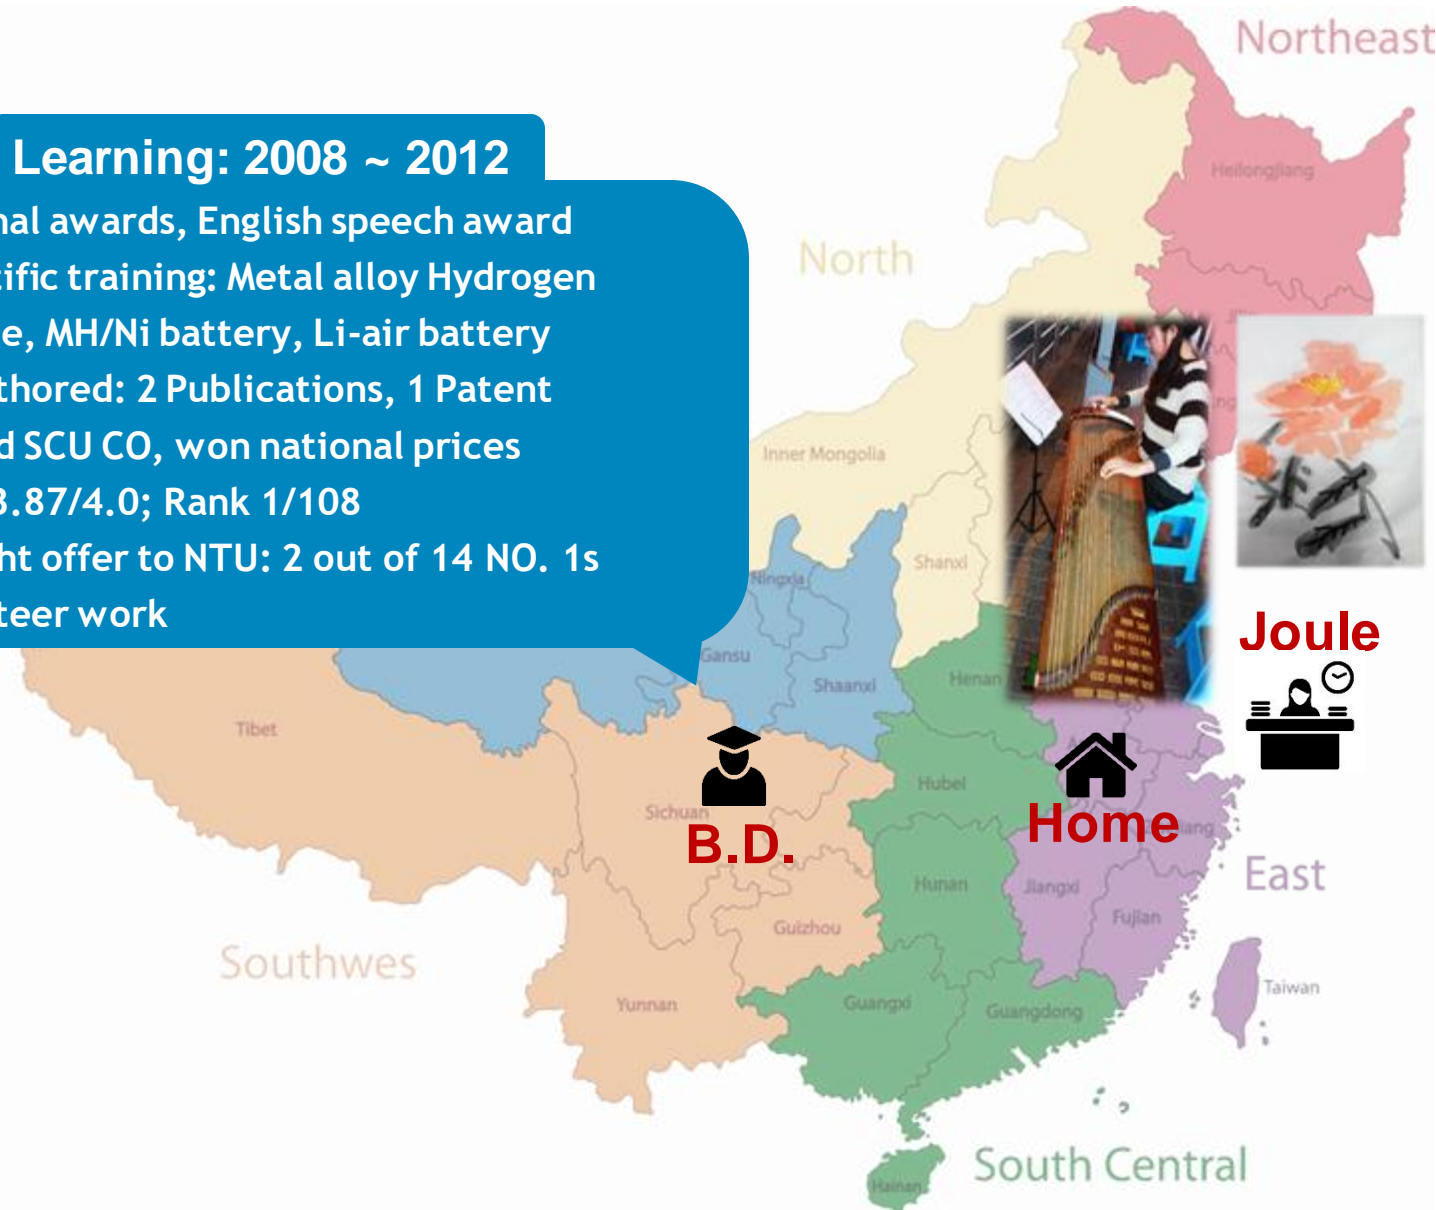 Northeast
Learning: 2008 ~ 2012
nal awards, English speech award
tific training: Metal alloy Hydrogen
e, MH/Ni battery, Li-air battery
thored: 2 Publications, 1 Patent
d SCU CO, won national prices
3.87/4.0; Rank 1/108
ht offer to NTU: 2 out of 14 NO. 1s
teer work
Heilongjiang
North
Inner Mongolia
Shanxi
Ningxia
Gansu
Shaanxi
Henan
Joule
Tibet
Sichuan
B.D.
Hubei
Home
East
Hunan
Jiangxi
Fujian
Guizhou
Southwes
Yunnan
Guangxi
Guangdong
Taiwan
South Central
Hainan